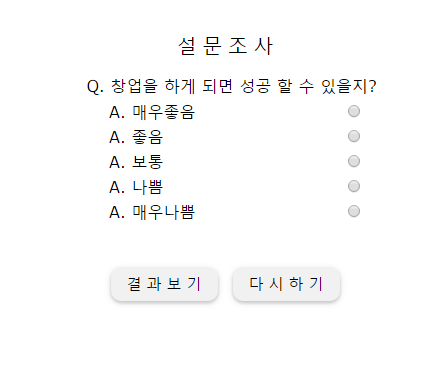 설 문 조 사
Q. 창업을 하게 되면 성공 할 수 있을지?
A. 매우좋음
A. 좋음
A. 보통
A. 나쁨
A. 매우나쁨
결 과 보 기 다 시 하 기